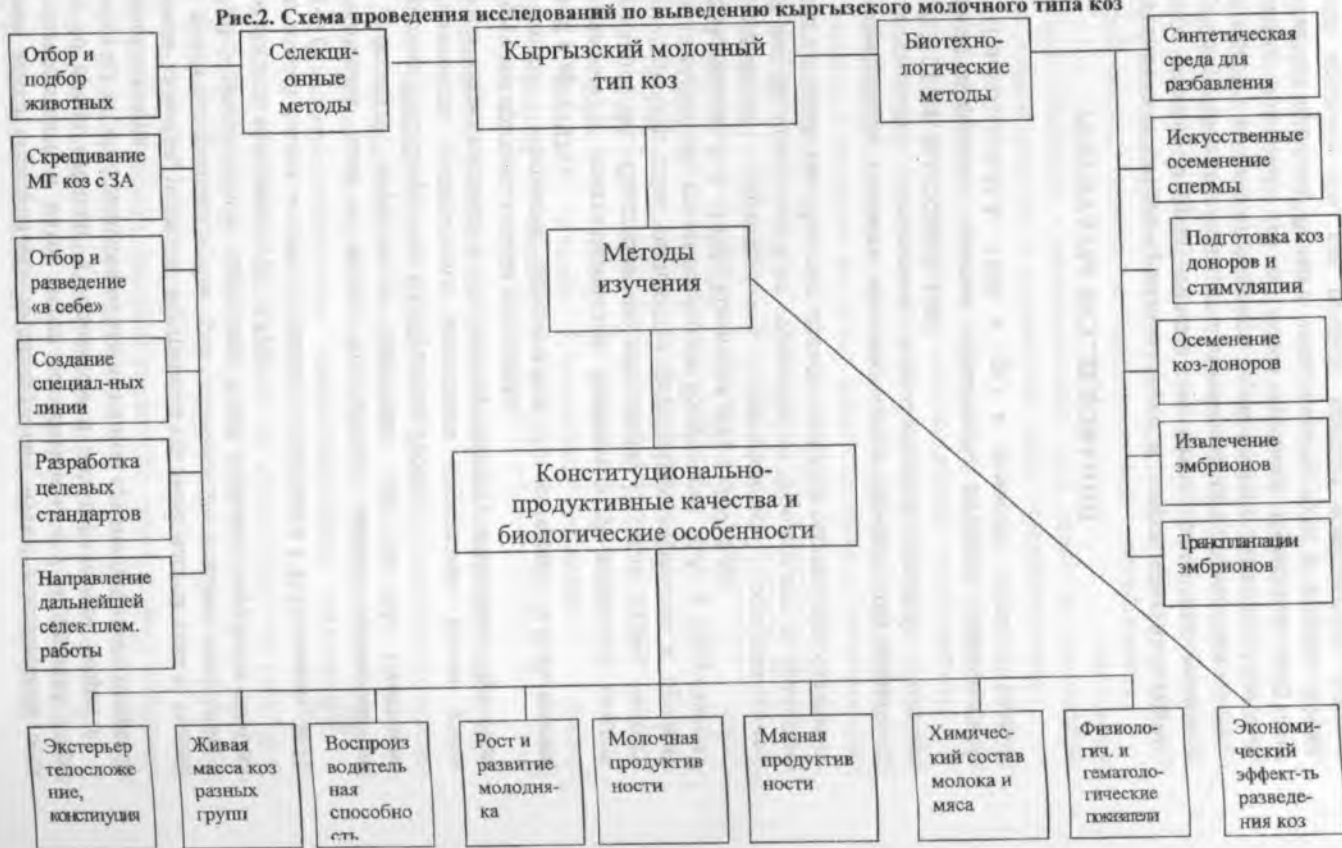 Рис.2. Схема проведения исследований по выведению кыргызского молочного типа коз
Отбор и
подбор
животных
Селекци-
онные
методы
Кыргызский молочный
тип коз
Биотехно-
логические
методы
Синтетическая
среда для
разбавления
Скрещивание
МГ коз с ЗА
Искусственные
осеменение
спермы
Отбор и
разведение
«в себе»
Методы
изучения
Подготовка коз
доноров и
стимуляции
Создание
специал-ных
линии
Осеменение
коз-доноров
Разработка
целевых
стандартов
Конституционально-
продуктивные качества и
биологические особенности
Извлечение
эмбрионов
Направление
дальнейшей
селек.плем.
работы
Трансплантации
эмбрионов
Экстерьер
телосложе
ние,
конституция
Живая
масса коз
разных
групп
Воспроиз
водитель
ная
способно
сть
Рост и
развитие
молодня-
ка
Молочная
продуктив
ности
Мясная
продуктив
ности
Химичес-
кий состав
молока и
мяса
Физиоло-
гич. и
гематоло-
гические
показатели
Экономи-
ческий
эффект-ть
разведе-
ния коз